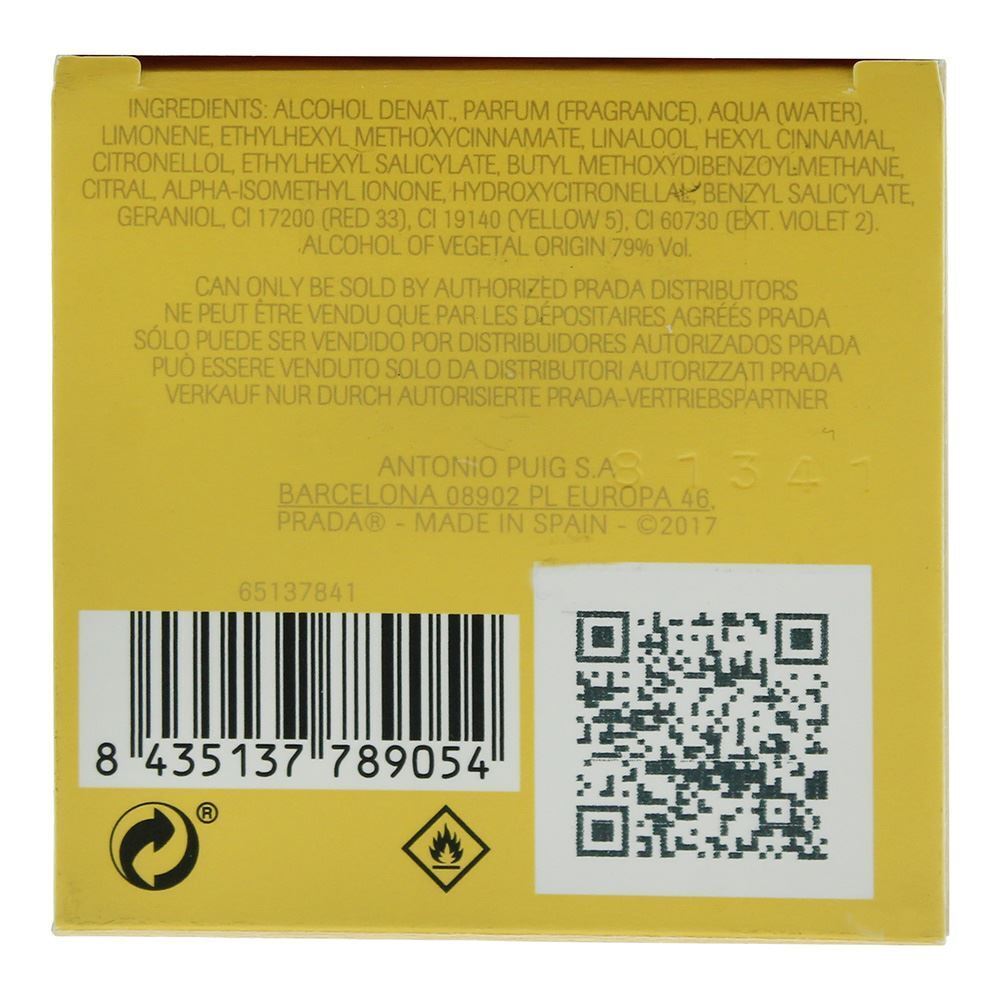 INGREDIENTS: ALCOHOL DENAT., PARFUM (FRAGRANCE), AQUA (WATER),
LIMONENE, ETHYLHEXYL METHOXYCINNAMATE, LINALOOL, HEXYL CINNAMAL,
CITRONELLOL, ETHYLHEXYL SALICYLATE, BUTYL METHOXYDIBENZOYLMETHANE,
CITRAL, ALPHA-ISOMETHYL IONONE, HYDROXYCITRONELLAL, BENZYL SALICYLATE,
GERANIOL, CI 17200 (RED 33), CI 19140 (YELLOW 5), CI 60730 (EXT. VIOLET 2).
ALCOHOL OF VEGETAL ORIGIN 79% Vol.
CAN ONLY BE SOLD BY AUTHORIZED PRADA DISTRIBUTORS
NE PEUT ÊTRE VENDU QUE PAR LES DÉPOSITAIRES AGRÉÉS PRADA
SÓLO PUEDE SER VENDIDO POR DISTRIBUIDORES AUTORIZADOS PRADA
PUÒ ESSERE VENDUTO SOLO DA DISTRIBUTORI AUTORIZZATI PRADA
VERKAUF NUR DURCH AUTORISIERTE PRADA-VERTRIEBSPARTNER
ANTONIO PUIG S.A
81341
BARCELONA 08902 PL EUROPA 46.
PRADA® - MADE IN SPAIN - ©2017
65137841
8 435137 789054
®